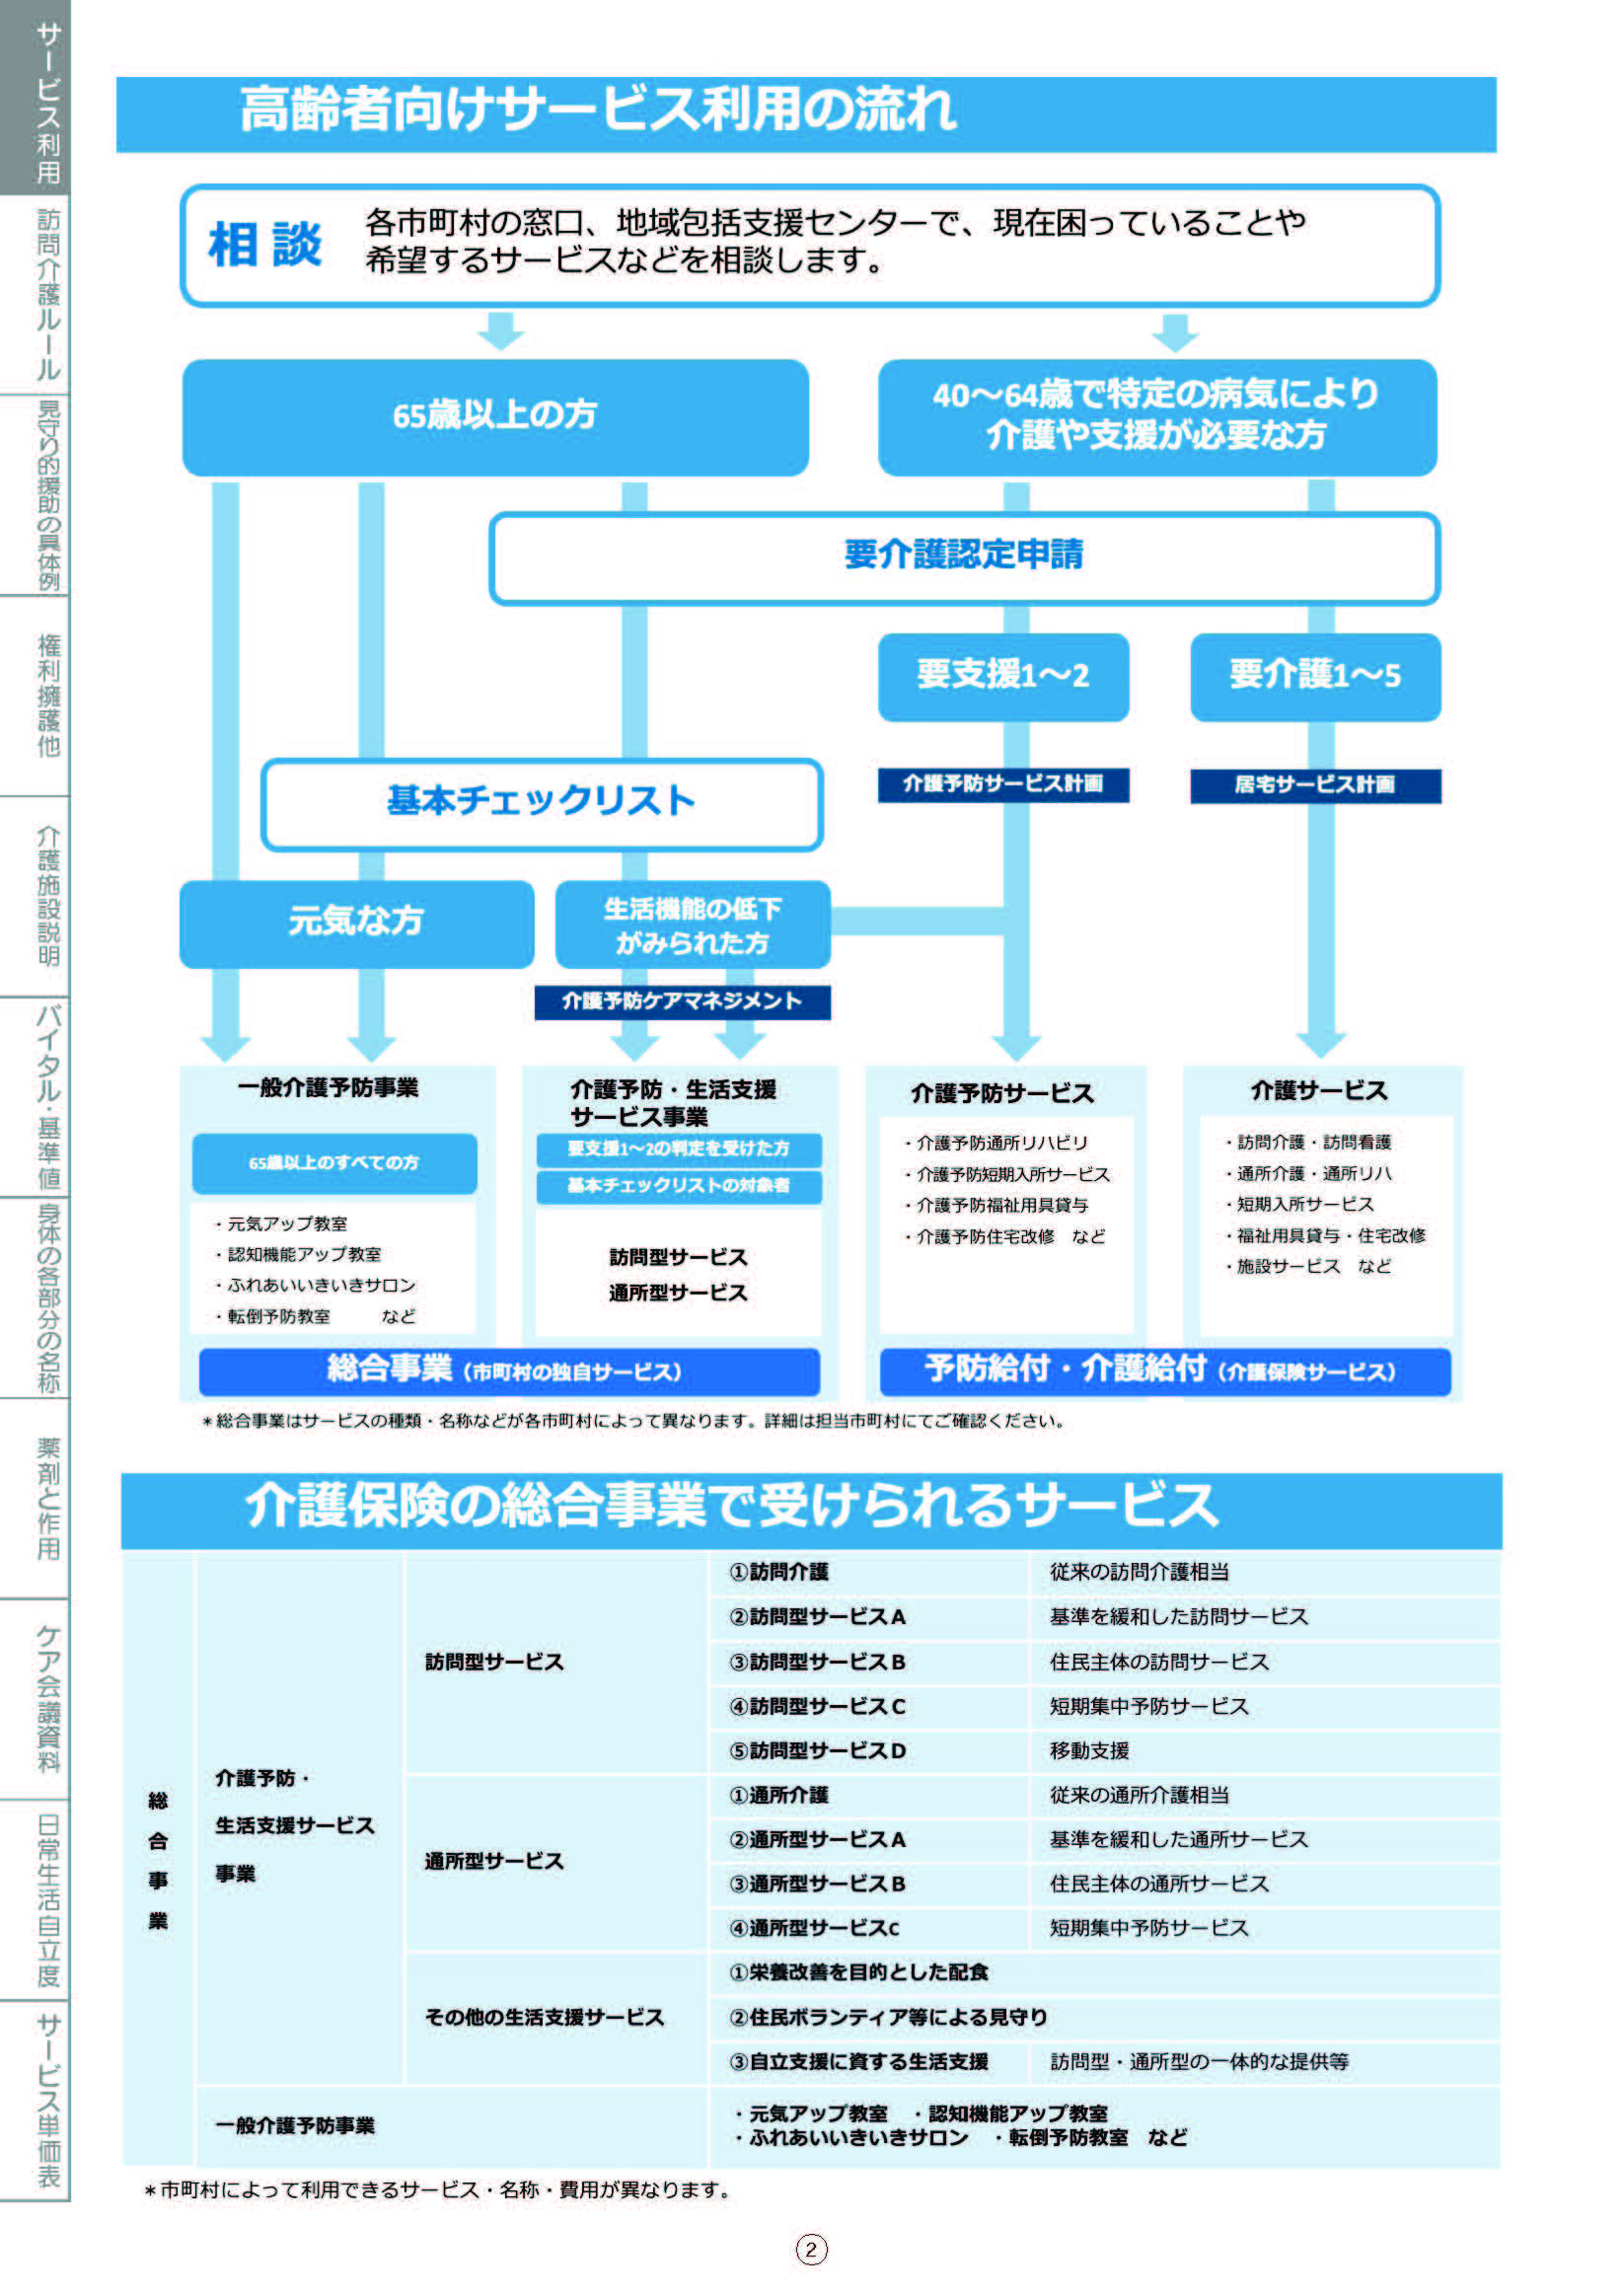 サービス利用
訪問介護ルール
見守り的援助の具体例
権利擁護他
介護施設説明
バイタル・基準値
身体の各部分の名称
薬剤と作用
ケア会議資料
日常生活自立度
サービス単価表
高齢者向けサービス利用の流れ
相談
各市町村の窓口、地域包括支援センターで、現在困っていることや
希望するサービスなどを相談します。
65歳以上の方
40～64歳で特定の病気により
介護や支援が必要な方
要介護認定申請
要支援1～2
要介護1～5
介護予防サービス計画
居宅サービス計画
基本チェックリスト
元気な方
生活機能の低下
がみられた方
介護予防ケアマネジメント
一般介護予防事業
65歳以上のすべての方
・元気アップ教室
・認知機能アップ教室
・ふれあいいきいきサロン
・転倒予防教室　　　など
介護予防・生活支援
サービス事業
要支援1～2の判定を受けた方
基本チェックリストの対象者
訪問型サービス
通所型サービス
介護予防サービス
・介護予防通所リハビリ
・介護予防短期入所サービス
・介護予防福祉用具貸与
・介護予防住宅改修　など
介護サービス
・訪問介護・訪問看護
・通所介護・通所リハ
・短期入所サービス
・福祉用具貸与・住宅改修
・施設サービス　など
総合事業（市町村の独自サービス）
予防給付・介護給付（介護保険サービス）
＊総合事業はサービスの種類・名称などが各市町村によって異なります。詳細は担当市町村にてご確認ください。
介護保険の総合事業で受けられるサービス
総合事業
介護予防・
生活支援サービス
事業
訪問型サービス
①訪問介護　従来の訪問介護相当
②訪問型サービスA　基準を緩和した訪問サービス
③訪問型サービスB　住民主体の訪問サービス
④訪問型サービスC　短期集中予防サービス
⑤訪問型サービスD　移動支援
通所型サービス
①通所介護　従来の通所介護相当
②通所型サービスA　基準を緩和した通所サービス
③通所型サービスB　住民主体の通所サービス
④通所型サービスC　短期集中予防サービス
その他の生活支援サービス
①栄養改善を目的とした配食
②住民ボランティア等による見守り
③自立支援に資する生活支援　訪問型・通所型の一体的な提供等
一般介護予防事業
・元気アップ教室　・認知機能アップ教室
・ふれあいいきいきサロン　・転倒予防教室　など
＊市町村によって利用できるサービス・名称・費用が異なります。
②